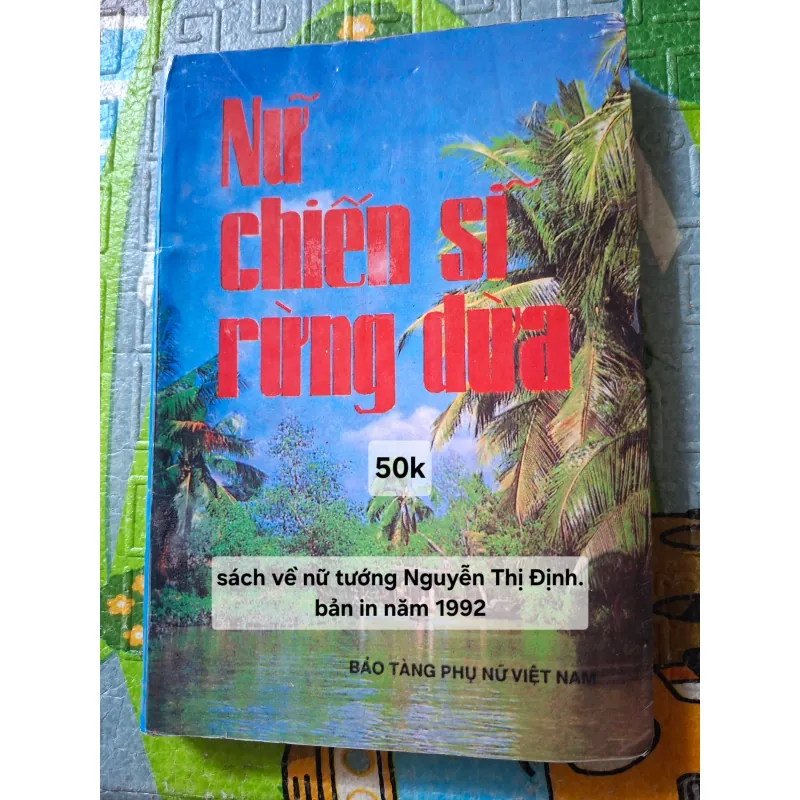 Nữ
chiến sĩ
rừng dừa
50k
sách về nữ tướng Nguyễn Thị Định.
bản in năm 1992
BẢO TÀNG PHỤ NỮ VIỆT NAM